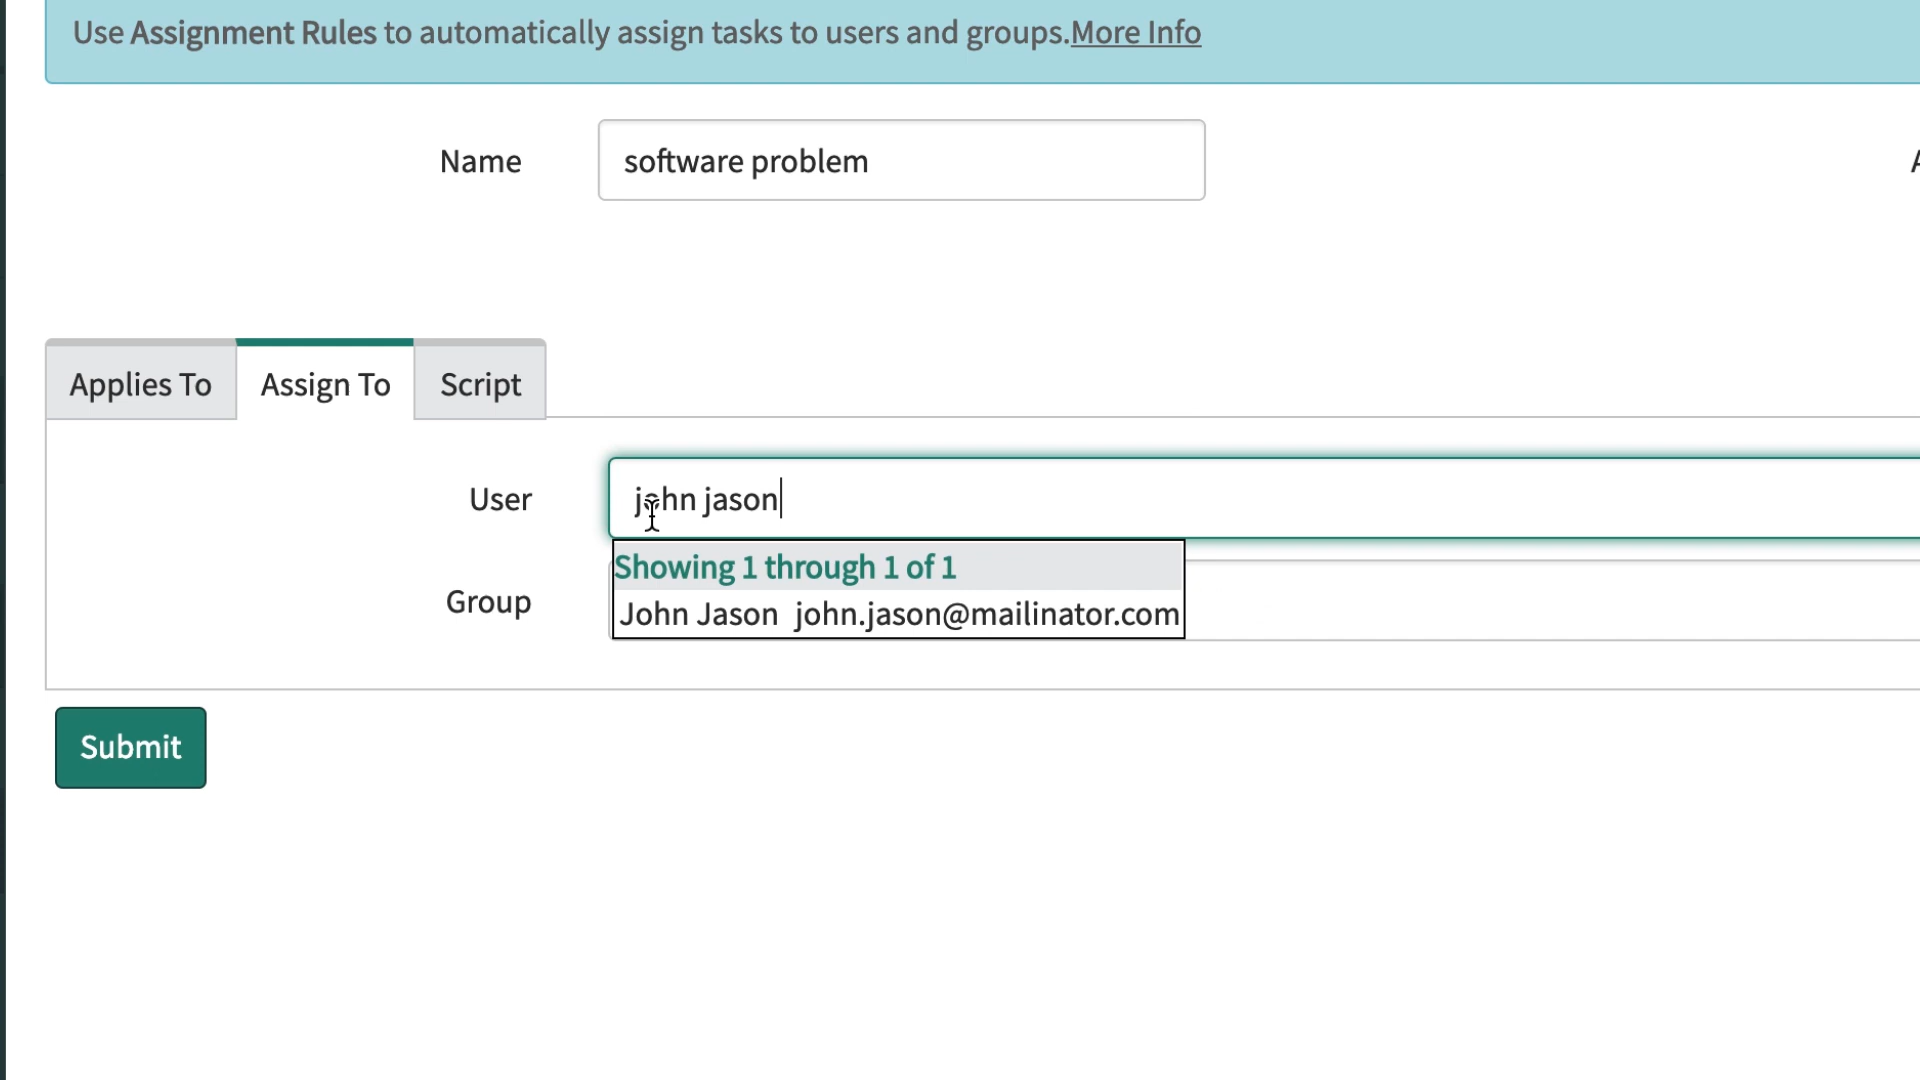 Use Assignment Rules to automatically assign tasks to users and groups.More Info
Name
software problem
Applies To
Assign To
Script
User
john jason
Showing 1 through 1 of 1
John Jason john.jason@mailinator.com
Group
Submit